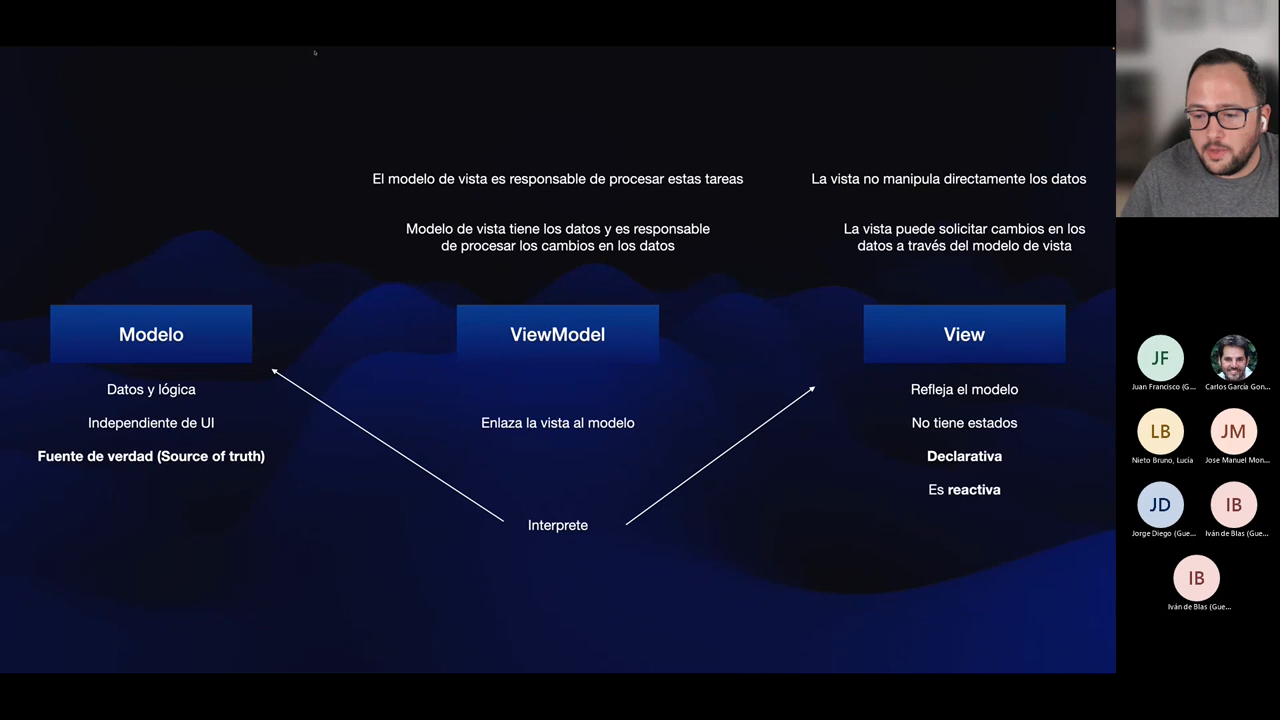 El modelo de vista es responsable de procesar estas tareas
La vista no manipula directamente los datos
Modelo de vista tiene los datos y es responsable
de procesar los cambios en los datos
La vista puede solicitar cambios en los
datos a través del modelo de vista
Modelo
ViewModel
View
Datos y lógica
Independiente de UI
Fuente de verdad (Source of truth)
Enlaza la vista al modelo
Refleja el modelo
No tiene estados
Declarativa
Es reactiva
Interprete
JF
Juan Francisco (G...
Carlos García Gon...
LB
Nieto Bruno, Lucía
JM
Jose Manuel Mon...
JD
Jorge Diego (Gue...
IB
Iván de Blas (Gue...
IB
Iván de Blas (Gue...